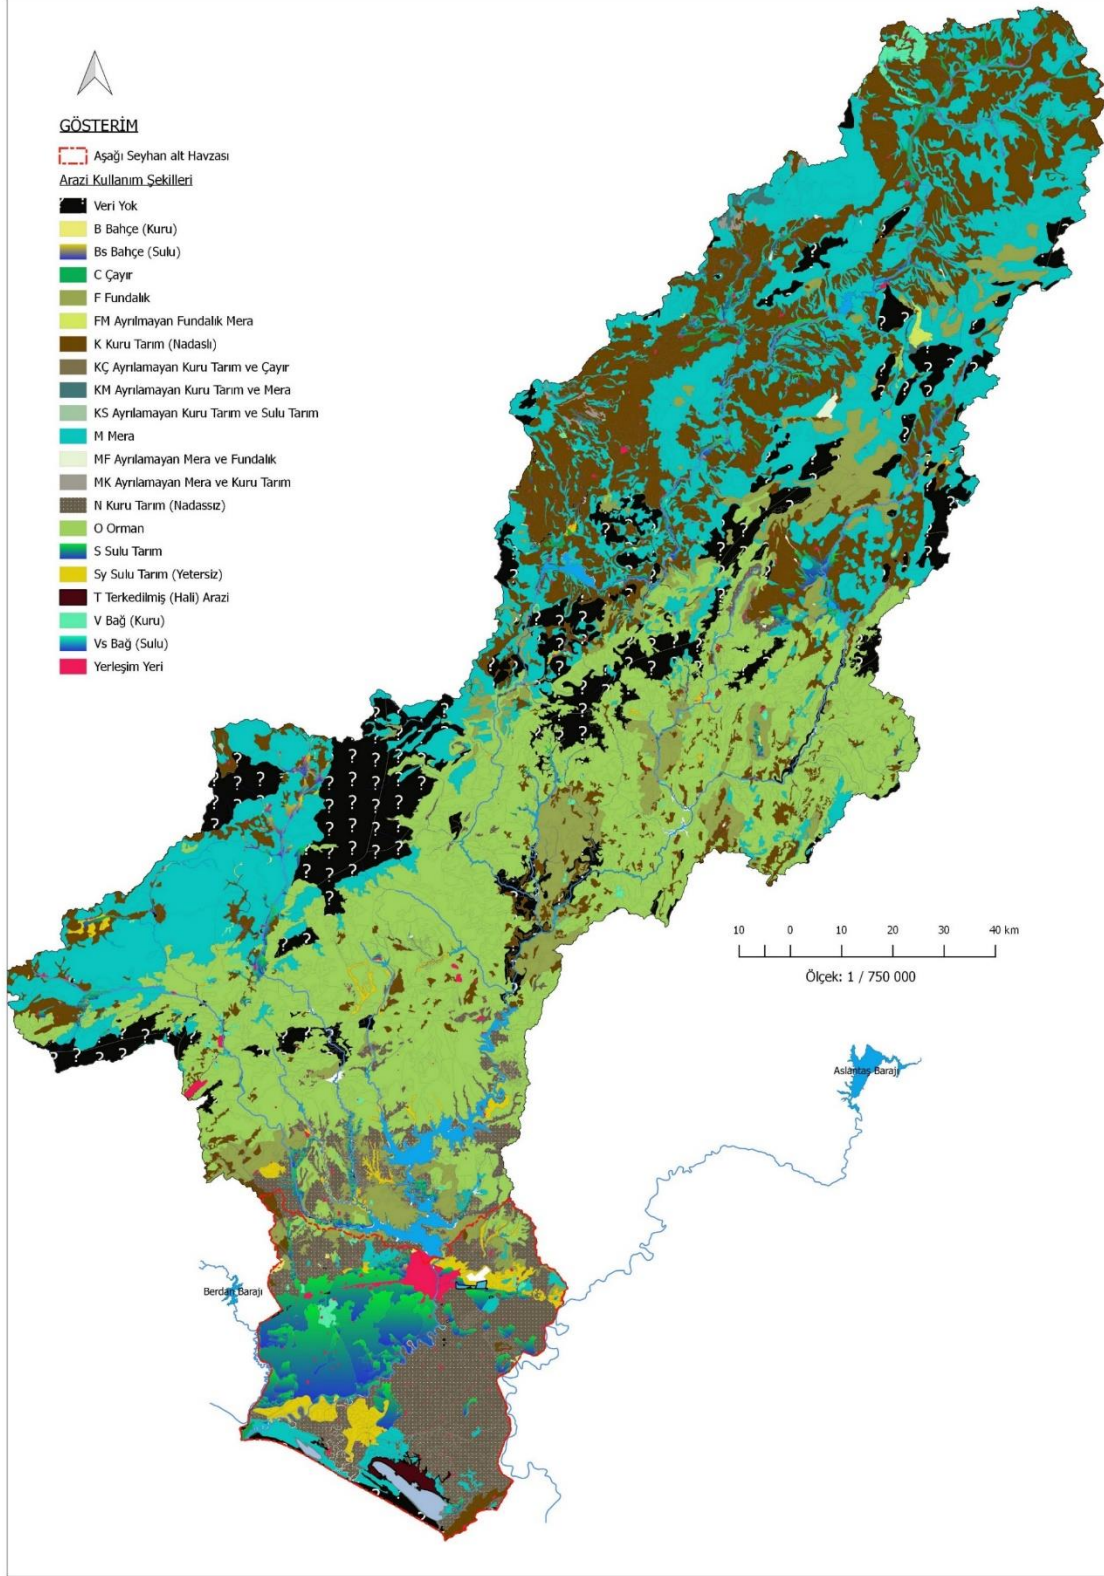 GÖSTERİM
Aşağı Seyhan alt Havzası
Arazi Kullanım Şekilleri
Veri Yok
B Bahçe (Kuru)
Bs Bahçe (Sulu)
C Çayır
F Fundalık
FM Ayrılmayan Fundalık Mera
K Kuru Tarım (Nadaslı)
KÇ Ayrılamayan Kuru Tarım ve Çayır
KM Ayrılamayan Kuru Tarım ve Mera
KS Ayrılamayan Kuru Tarım ve Sulu Tarım
M Mera
MF Ayrılamayan Mera ve Fundalık
MK Ayrılamayan Mera ve Kuru Tarım
N Kuru Tarım (Nadassız)
O Orman
S Sulu Tarım
Sy Sulu Tarım (Yetersiz)
T Terkedilmiş (Hali) Arazi
V Bağ (Kuru)
Vs Bağ (Sulu)
Yerleşim Yeri
10 0 10 20 30 40 km
Ölçek: 1 / 750 000
Aslantaş Barajı
Berdan Barajı